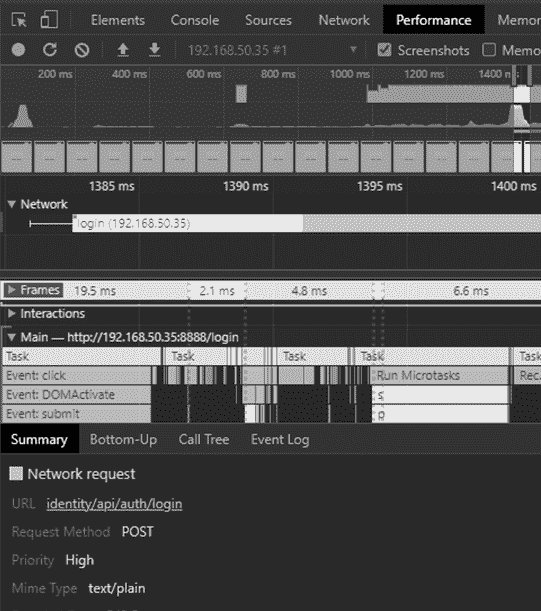 Elements Console Sources Network Performance Memor
192.168.50.35 #1 Screenshots Memo
200 ms 400 ms 600 ms 800 ms 1000 ms 1200 ms 1400
1385 ms 1390 ms 1395 ms 1400 ms
Network
login (192.168.50.35)
Frames 19.5 ms 2.1 ms 4.8 ms 6.6 ms
Interactions
Main — http://192.168.50.35:8888/login
Task Task Task Task Task
Event: click Run Microtasks Rec…
Event: DOMActivate s
Event: submit p
Summary Bottom-Up Call Tree Event Log
Network request
URL identity/api/auth/login
Request Method POST
Priority High
Mime Type text/plain